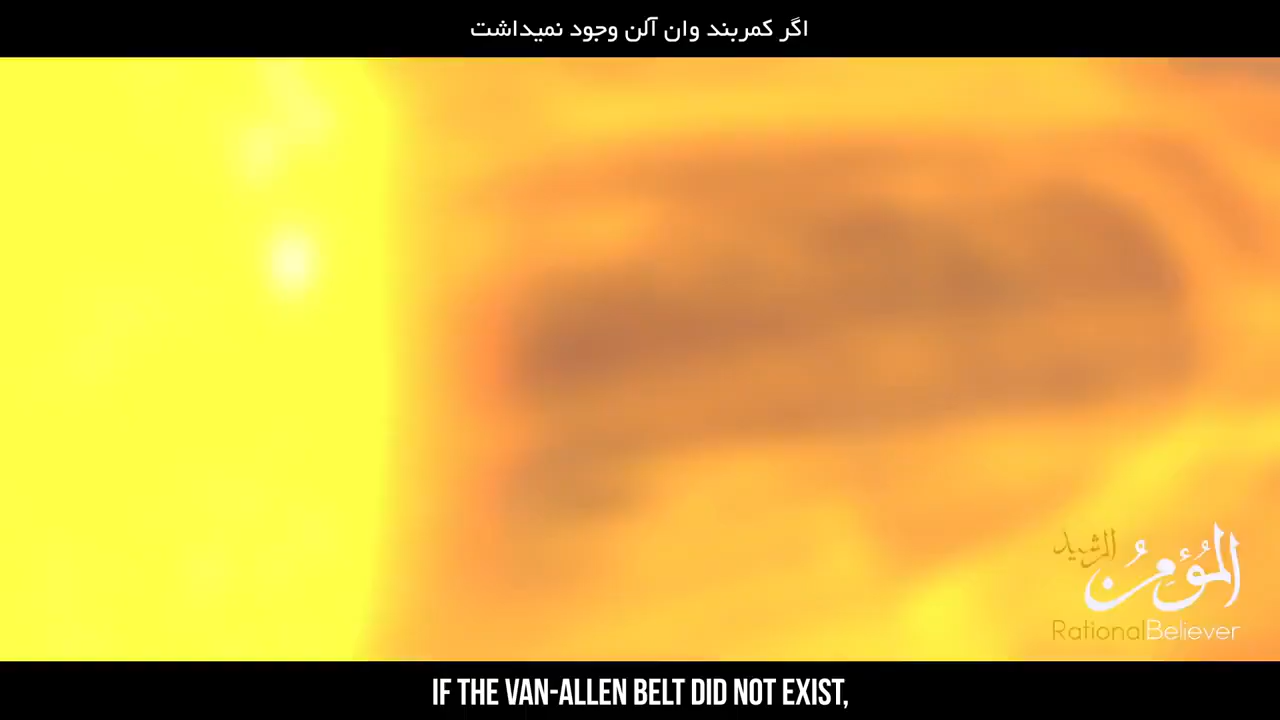 اگر کمربند وان آلن وجود نمیداشت
المؤمن الرشيد
RationalBeliever
IF THE VAN-ALLEN BELT DID NOT EXIST,